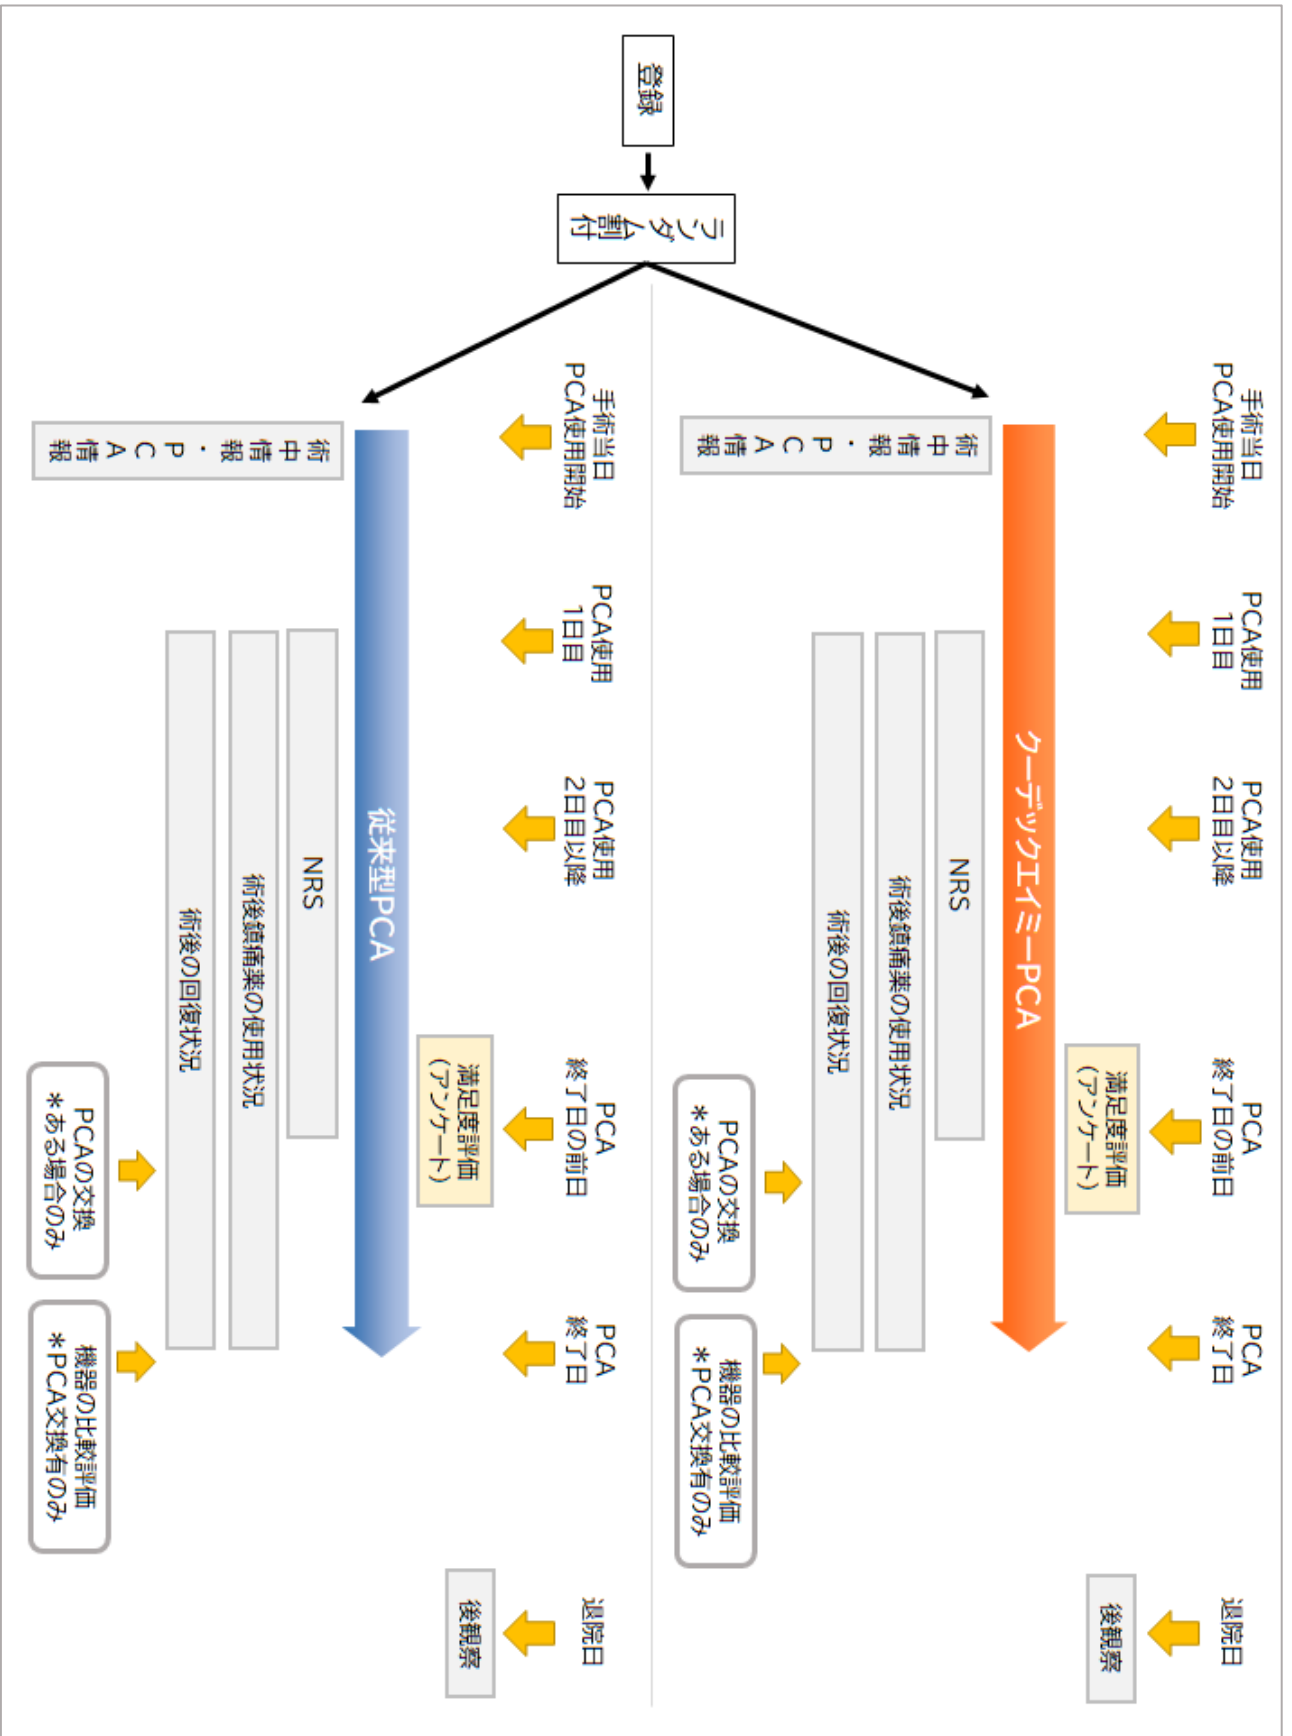 登録
ランダム割付
手術当日
PCA使用開始
PCA使用
1日目
PCA使用
2日目以降
PCA
終了日の前日
PCA
終了日
退院日
満足度評価
(アンケート)
後観察
クーデックエイミーPCA
術中情報・PCA情報
NRS
術後鎮痛薬の使用状況
術後の回復状況
PCAの交換
*ある場合のみ
機器の比較評価
*PCA交換有のみ
手術当日
PCA使用開始
PCA使用
1日目
PCA使用
2日目以降
PCA
終了日の前日
PCA
終了日
退院日
満足度評価
(アンケート)
後観察
従来型PCA
術中情報・PCA情報
NRS
術後鎮痛薬の使用状況
術後の回復状況
PCAの交換
*ある場合のみ
機器の比較評価
*PCA交換有のみ